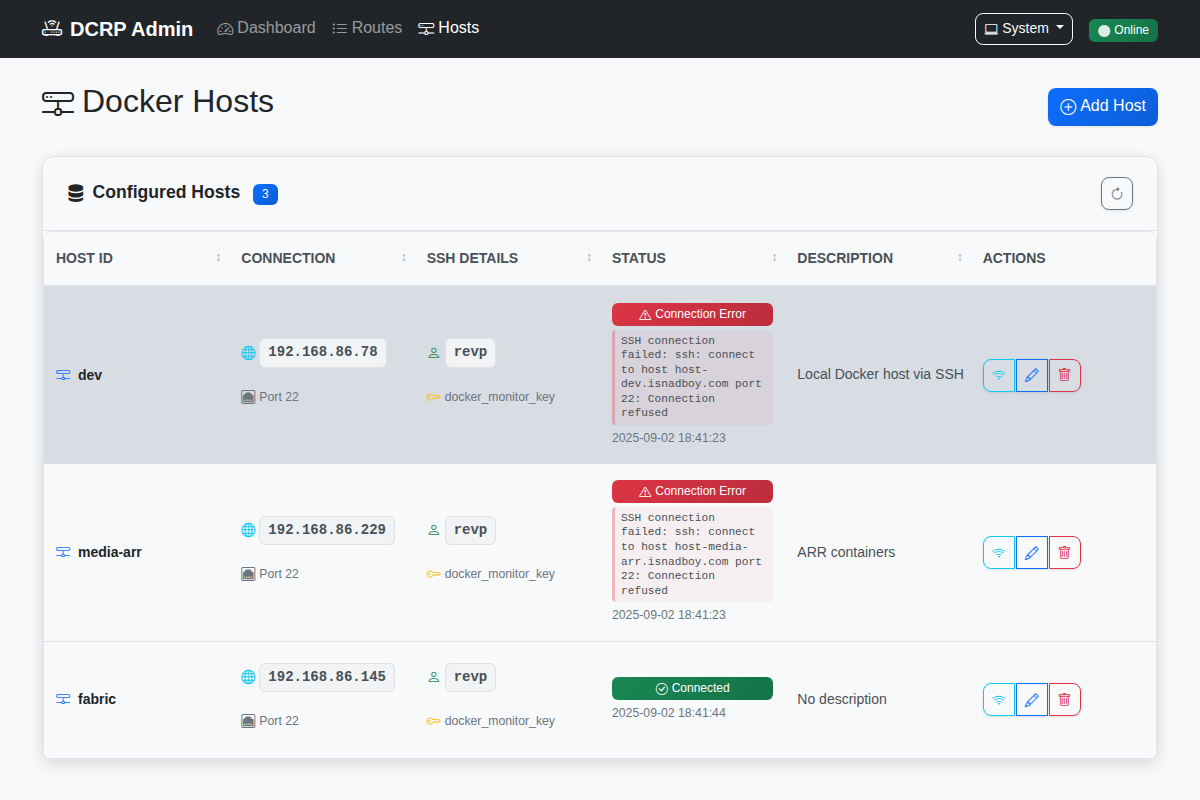 DCRP Admin Dashboard Routes Hosts System Online
Docker Hosts
Add Host
Configured Hosts 3
HOST ID CONNECTION SSH DETAILS STATUS DESCRIPTION ACTIONS
dev
192.168.86.78
Port 22
revp
docker_monitor_key
Connection Error
SSH connection
failed: ssh: connect
to host host-
dev.isnadboy.com port
22: Connection
refused
2025-09-02 18:41:23
Local Docker host via SSH
media-arr
192.168.86.229
Port 22
revp
docker_monitor_key
Connection Error
SSH connection
failed: ssh: connect
to host host-media-
arr.isnadboy.com port
22: Connection
refused
2025-09-02 18:41:23
ARR containers
fabric
192.168.86.145
Port 22
revp
docker_monitor_key
Connected
2025-09-02 18:41:44
No description